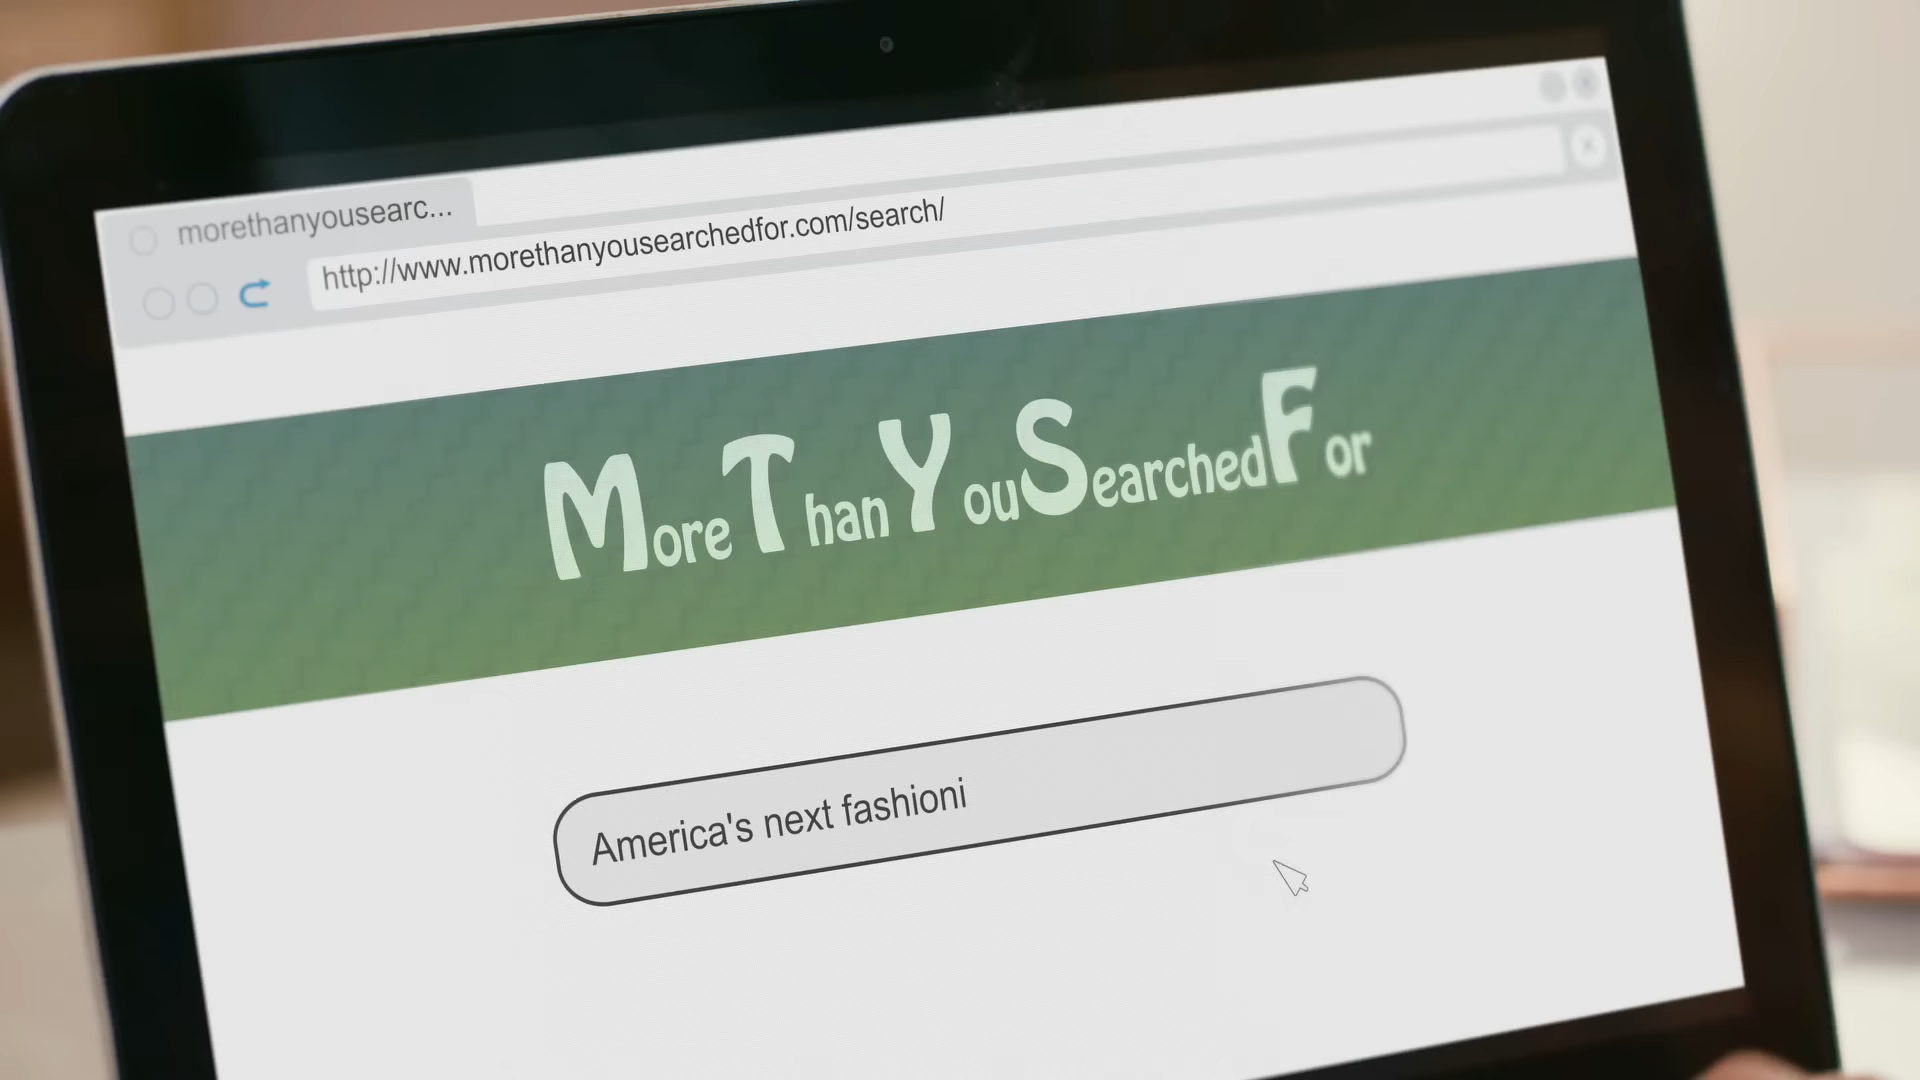 morethanyousearc...
http://www.morethanyousearchedfor.com/search/
MoreThanYouSearchedFor
America's next fashioni